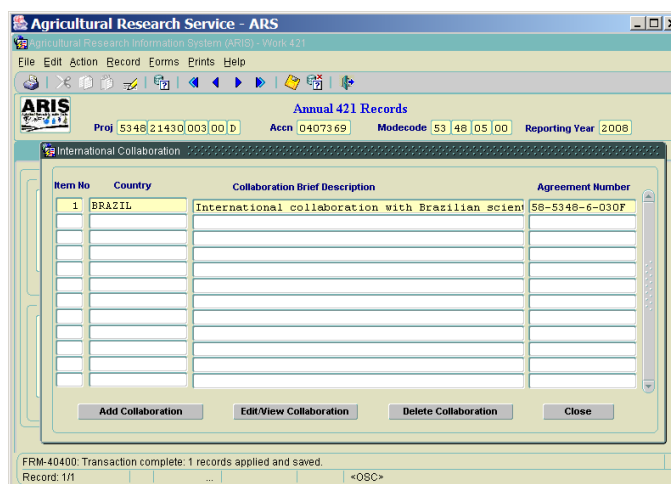 Agricultural Research Service - ARS
Agricultural Research Information System (ARIS) - Work 421
File Edit Action Record Forms Prints Help
ARIS
Annual 421 Records
Proj 5348 21430 003 00 D Accn 0407369 Modecode 53 48 05 00 Reporting Year 2008
International Collaboration
Item No Country Collaboration Brief Description Agreement Number
1 BRAZIL International collaboration with Brazilian scient 58-5348-6-030F
Add Collaboration Edit/View Collaboration Delete Collaboration Close
FRM-40400: Transaction complete: 1 records applied and saved.
Record: 1/1 ... <OSC>